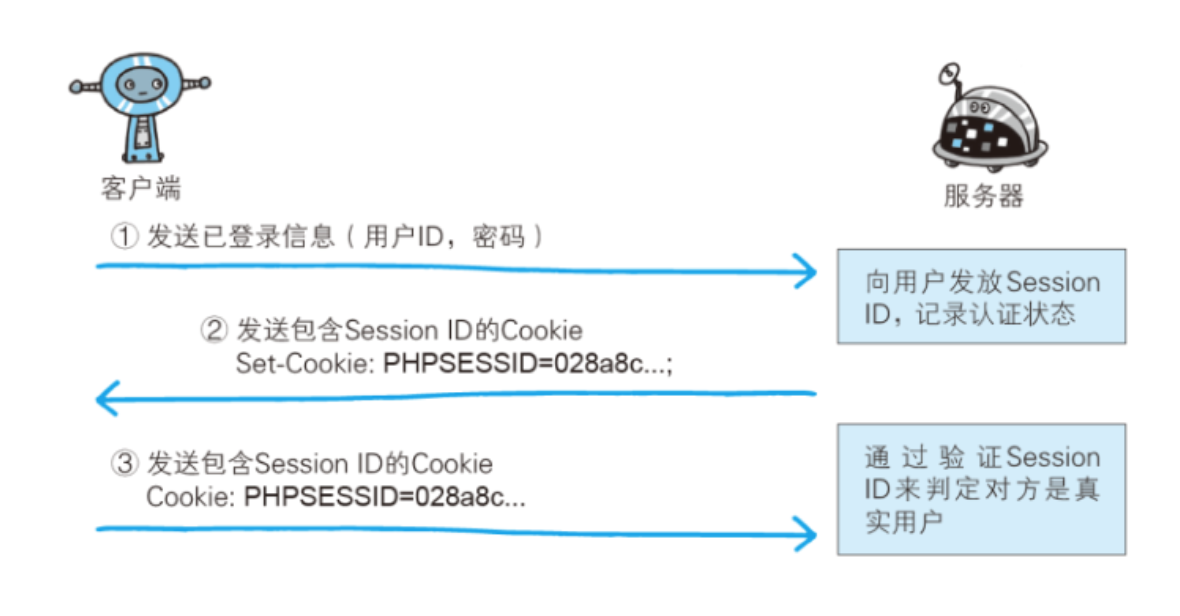 客户端
服务器
① 发送已登录信息（用户ID，密码）
向用户发放Session
ID，记录认证状态
② 发送包含Session ID的Cookie
Set-Cookie: PHPSESSID=028a8c...;
③ 发送包含Session ID的Cookie
Cookie: PHPSESSID=028a8c...
通过验证Session
ID来判定对方是真
实用户